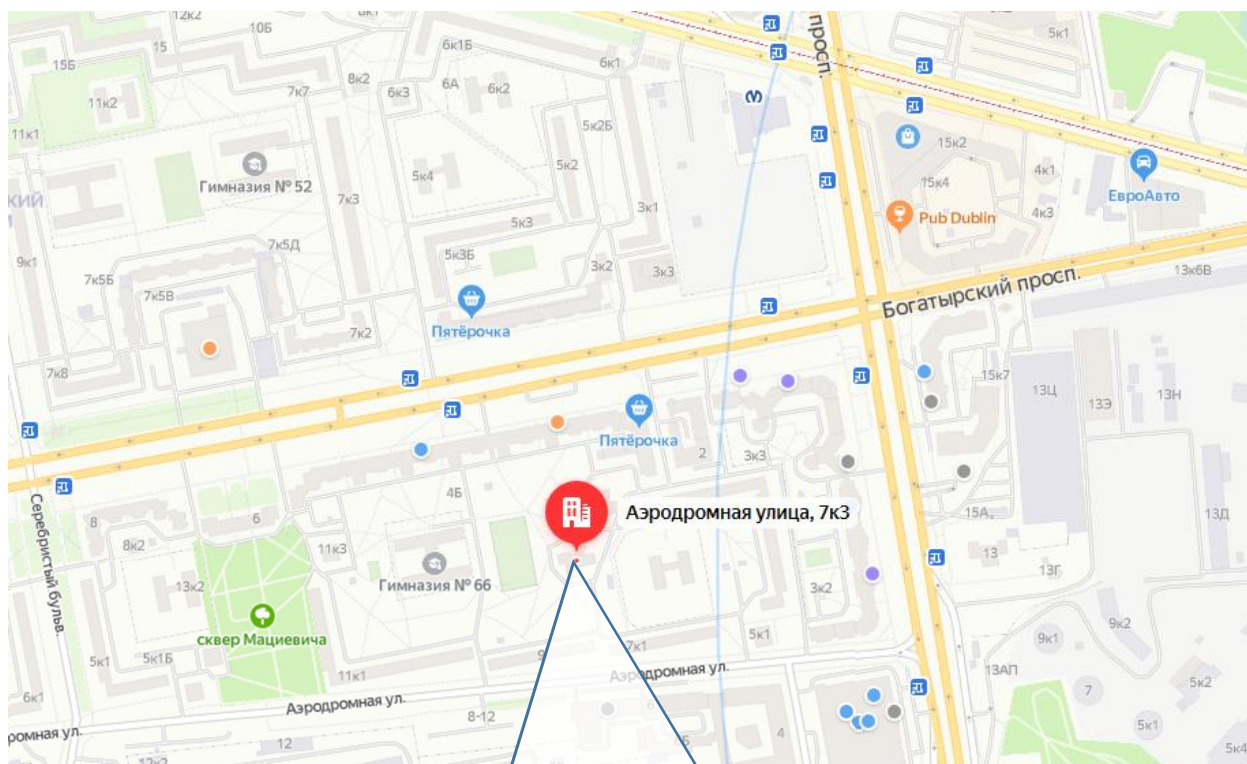 12к2
10Б
6к1
просп.
5к1
15
15Б
6к1Б
6к1
8к2
6к3
6А
6к2
7к7
11к2
11к1
5к2Б
15к2
Гимназия № 52
5к4
5к2
15к4
4к1
ЕвроАвто
КИЙ
7к3
3к1
4к3
Pub Dublin
5к3
7к5Д
9к1
5к3Б
3к2
3к3
7к5Б
7к5В
13к6В
Богатырский просп.
Пятёрочка
7к2
7к8
15к7
13Ц
13Э
13Н
Пятёрочка
2
3к3
4Б
Аэродромная улица, 7к3
15А
13Д
8
6
8к2
11к3
13
13Г
Серебристый бульв.
13к2
Гимназия № 66
3к2
сквер Мациевича
9к1
9к2
5к1
5к1Б
7к1
5к1
13АП
11к1
Аэродромная ул.
7
5к2
6к1
Аэродромная ул.
8-12
5к1
ромная ул.
12
4
5к4
12к2